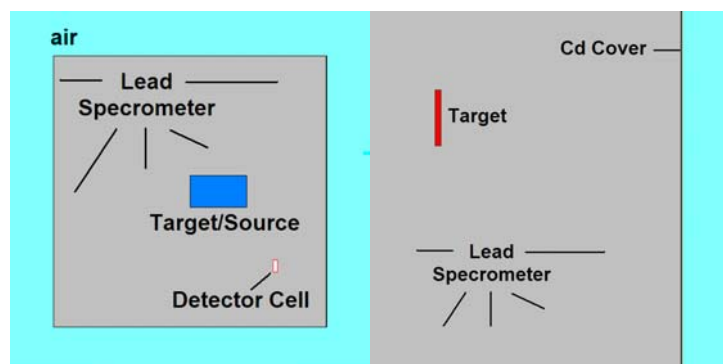 air
Lead
Specrometer
Target/Source
Detector Cell
Cd Cover
Target
Lead
Specrometer